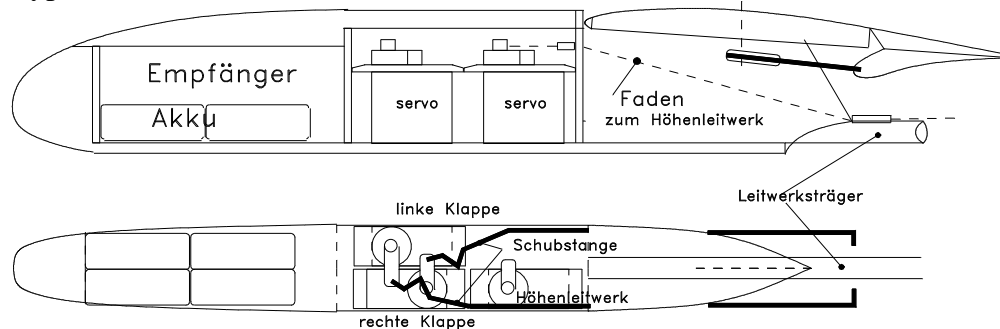 Empfänger
Akku
servo
servo
Faden
zum Höhenleitwerk
Leitwerksträger
linke Klappe
Schubstange
Höhenleitwerk
rechte Klappe